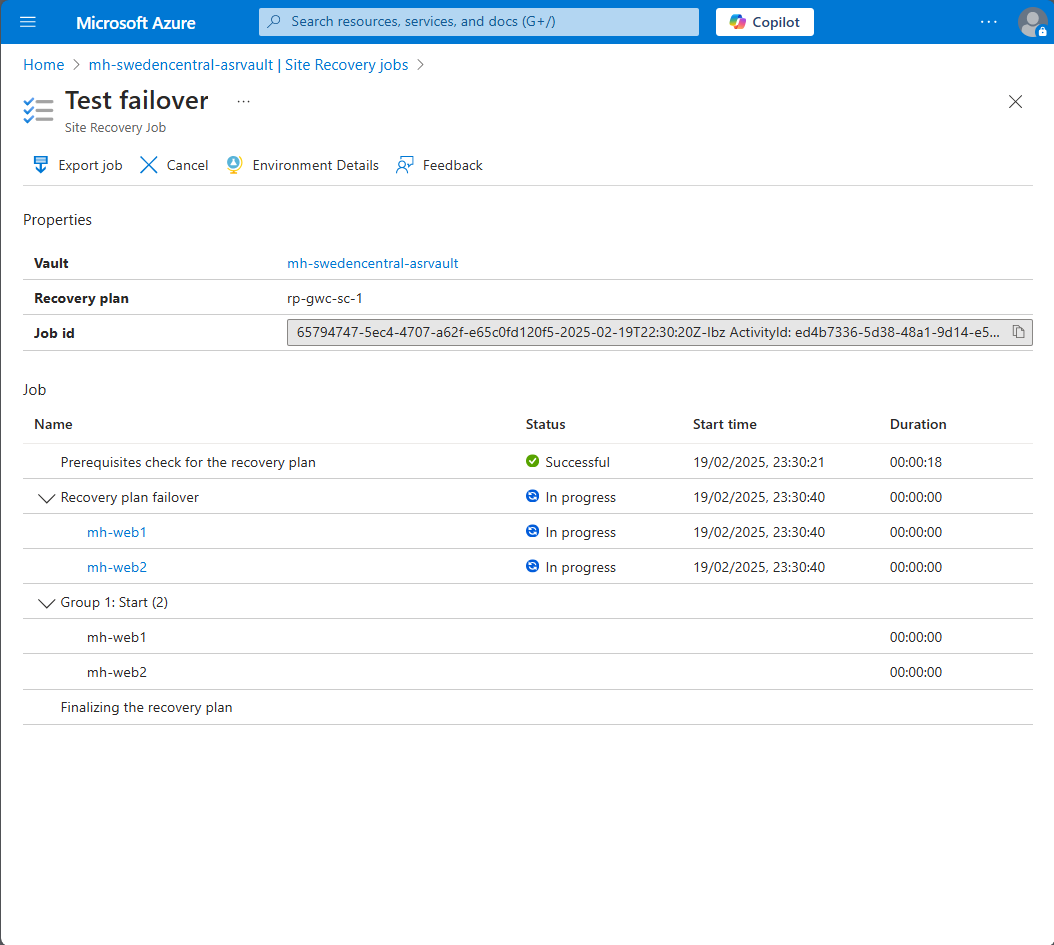 Microsoft Azure Search resources, services, and docs (G+/) Copilot ...
Home > mh-swedencentral-asrvault | Site Recovery jobs >
Test failover ...
Site Recovery Job
Export job Cancel Environment Details Feedback
Properties
Vault mh-swedencentral-asrvault
Recovery plan rp-gwc-sc-1
Job id 65794747-5ec4-4707-a62f-e65c0fd120f5-2025-02-19T22:30:20Z-Ibz ActivityId: ed4b7336-5d38-48a1-9d14-e5...
Job
Name Status Start time Duration
Prerequisites check for the recovery plan Successful 19/02/2025, 23:30:21 00:00:18
Recovery plan failover In progress 19/02/2025, 23:30:40 00:00:00
mh-web1 In progress 19/02/2025, 23:30:40 00:00:00
mh-web2 In progress 19/02/2025, 23:30:40 00:00:00
Group 1: Start (2)
mh-web1 00:00:00
mh-web2 00:00:00
Finalizing the recovery plan